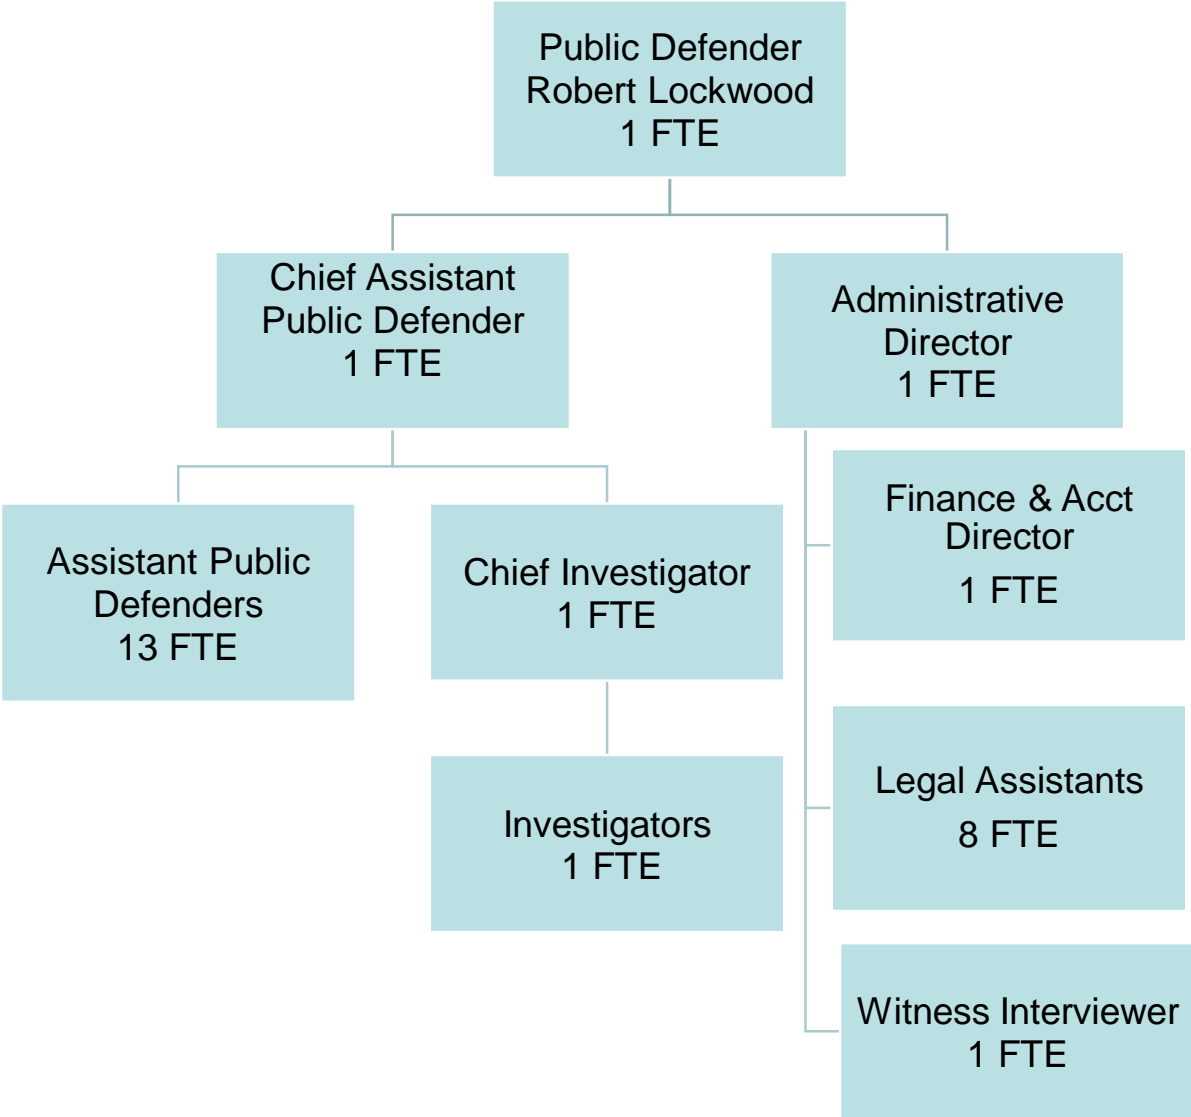 Public Defender
Robert Lockwood
1 FTE
Chief Assistant
Public Defender
1 FTE
Administrative
Director
1 FTE
Assistant Public
Defenders
13 FTE
Chief Investigator
1 FTE
Investigators
1 FTE
Finance & Acct
Director
1 FTE
Legal Assistants
8 FTE
Witness Interviewer
1 FTE